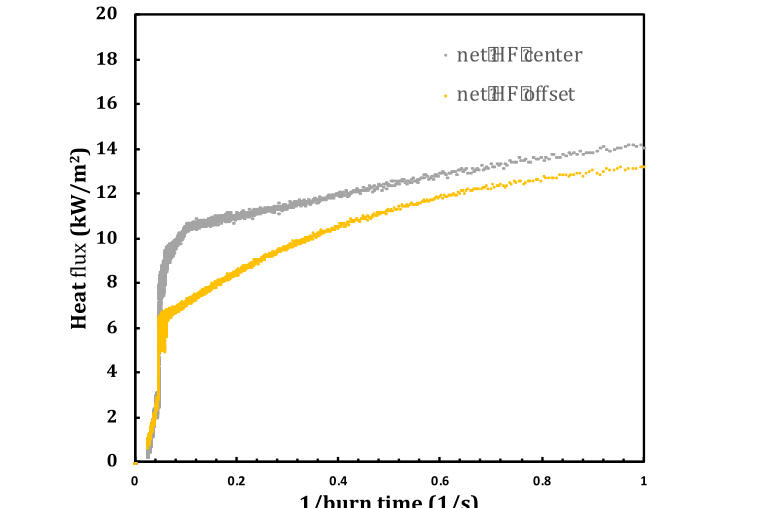 20
18
16
14
12
10
8
6
4
2
0
Heat flux (kW/m²)
net HF center
net HF offset
0 0.2 0.4 0.6 0.8 1
1/burn time (1/s)